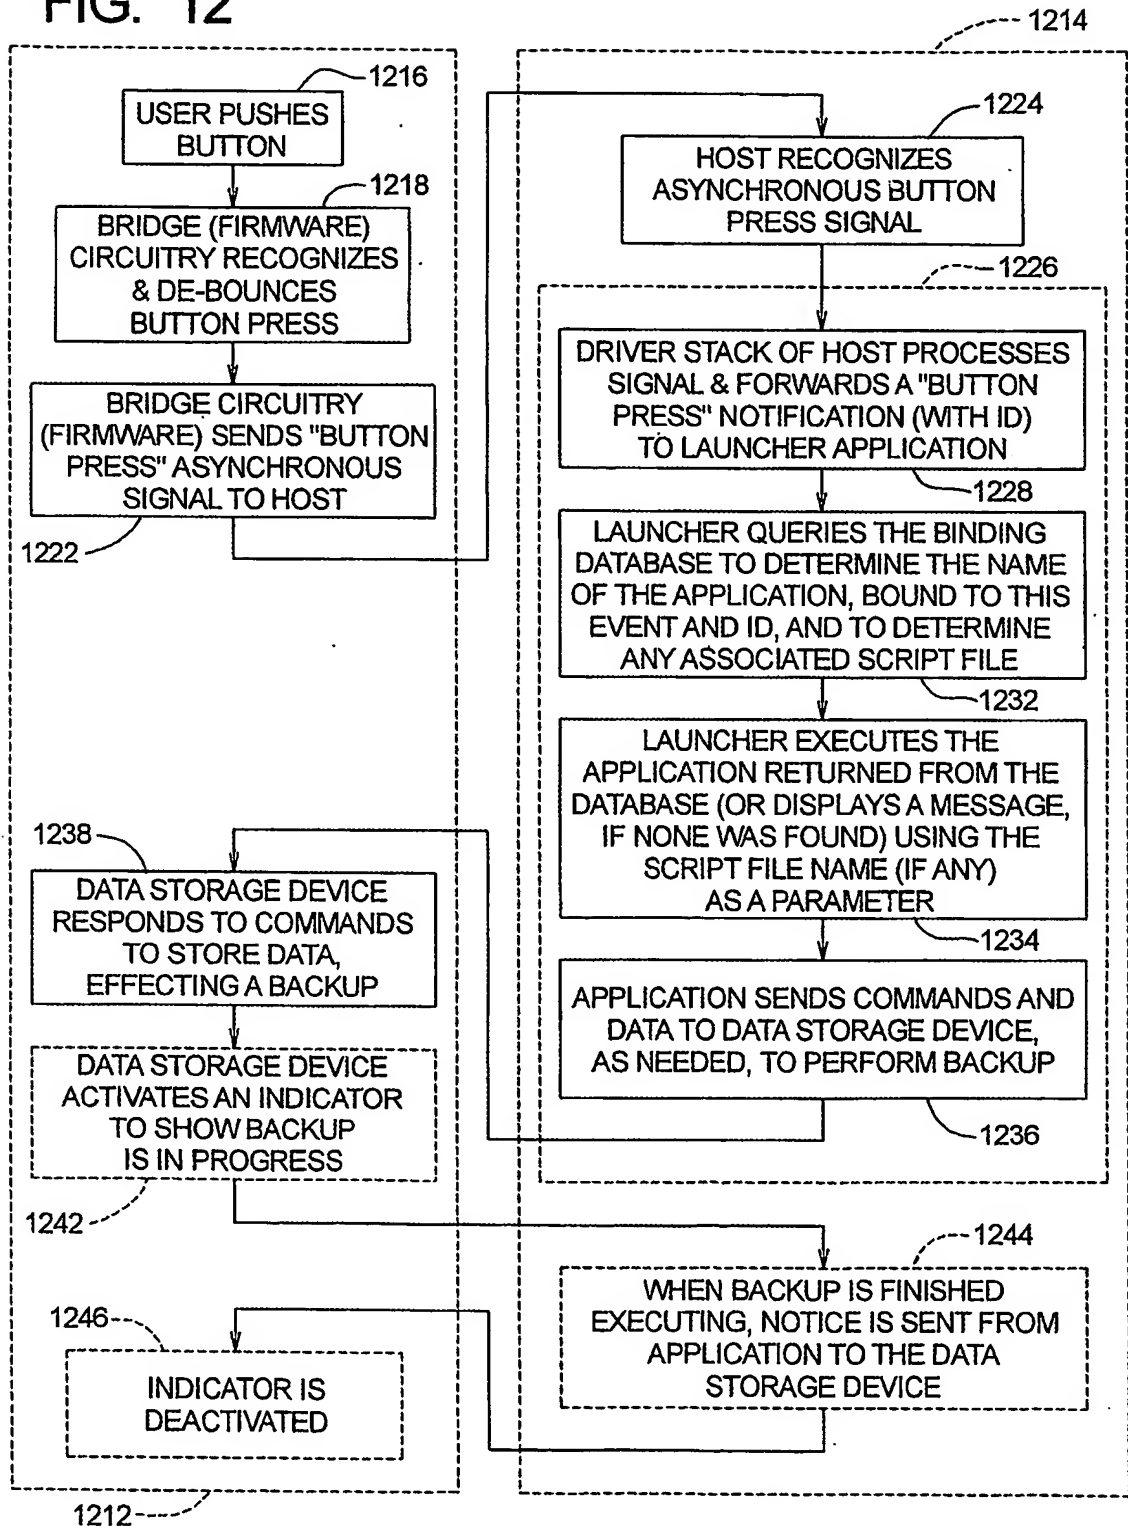 FIG. 12
1214
1216
USER PUSHES
BUTTON
1218
BRIDGE (FIRMWARE)
CIRCUITRY RECOGNIZES
& DE-BOUNCES
BUTTON PRESS
BRIDGE CIRCUITRY
(FIRMWARE) SENDS "BUTTON
PRESS" ASYNCHRONOUS
SIGNAL TO HOST
1222
1224
HOST RECOGNIZES
ASYNCHRONOUS BUTTON
PRESS SIGNAL
1226
DRIVER STACK OF HOST PROCESSES
SIGNAL & FORWARDS A "BUTTON
PRESS" NOTIFICATION (WITH ID)
TO LAUNCHER APPLICATION
1228
LAUNCHER QUERIES THE BINDING
DATABASE TO DETERMINE THE NAME
OF THE APPLICATION, BOUND TO THIS
EVENT AND ID, AND TO DETERMINE
ANY ASSOCIATED SCRIPT FILE
1232
LAUNCHER EXECUTES THE
APPLICATION RETURNED FROM THE
DATABASE (OR DISPLAYS A MESSAGE,
IF NONE WAS FOUND) USING THE
SCRIPT FILE NAME (IF ANY)
AS A PARAMETER
1234
APPLICATION SENDS COMMANDS AND
DATA TO DATA STORAGE DEVICE,
AS NEEDED, TO PERFORM BACKUP
1236
1238
DATA STORAGE DEVICE
RESPONDS TO COMMANDS
TO STORE DATA,
EFFECTING A BACKUP
DATA STORAGE DEVICE
ACTIVATES AN INDICATOR
TO SHOW BACKUP
IS IN PROGRESS
1242
1244
WHEN BACKUP IS FINISHED
EXECUTING, NOTICE IS SENT FROM
APPLICATION TO THE DATA
STORAGE DEVICE
1246
INDICATOR IS
DEACTIVATED
1212